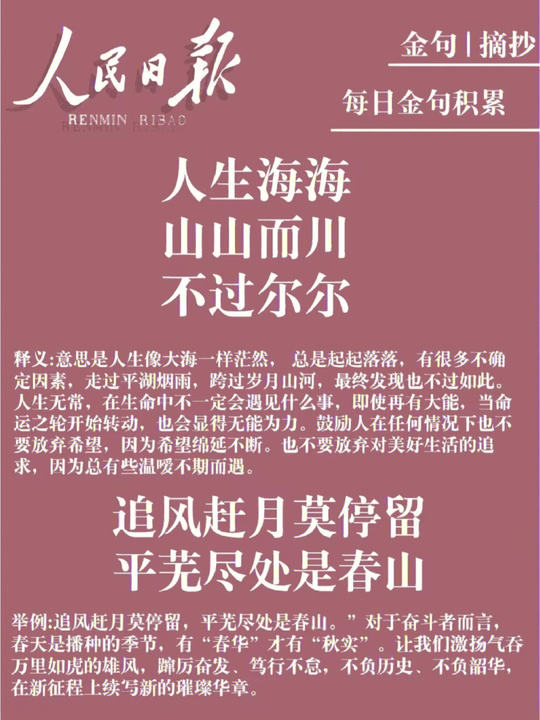 人民日报
RENMIN RIBAO
金句|摘抄
每日金句积累
人生海海
山山而川
不过尔尔
释义:意思是人生像大海一样茫然， 总是起起落落，有很多不确
定因素，走过平湖烟雨，跨过岁月山河，最终发现也不过如此。
人生无常，在生命中不一定会遇见什么事，即使再有大能，当命
运之轮开始转动，也会显得无能为力。鼓励人在任何情况下也不
要放弃希望，因为希望绵延不断。也不要放弃对美好生活的追
求，因为总有些温暖不期而遇。
追风赶月莫停留
平芜尽处是春山
举例:追风赶月莫停留，平芜尽处是春山。”对于奋斗者而言，
春天是播种的季节，有“春华”才有“秋实”。让我们激扬气吞
万里如虎的雄风，踔厉奋发、笃行不怠，不负历史、不负韶华，
在新征程上续写新的璀璨华章。